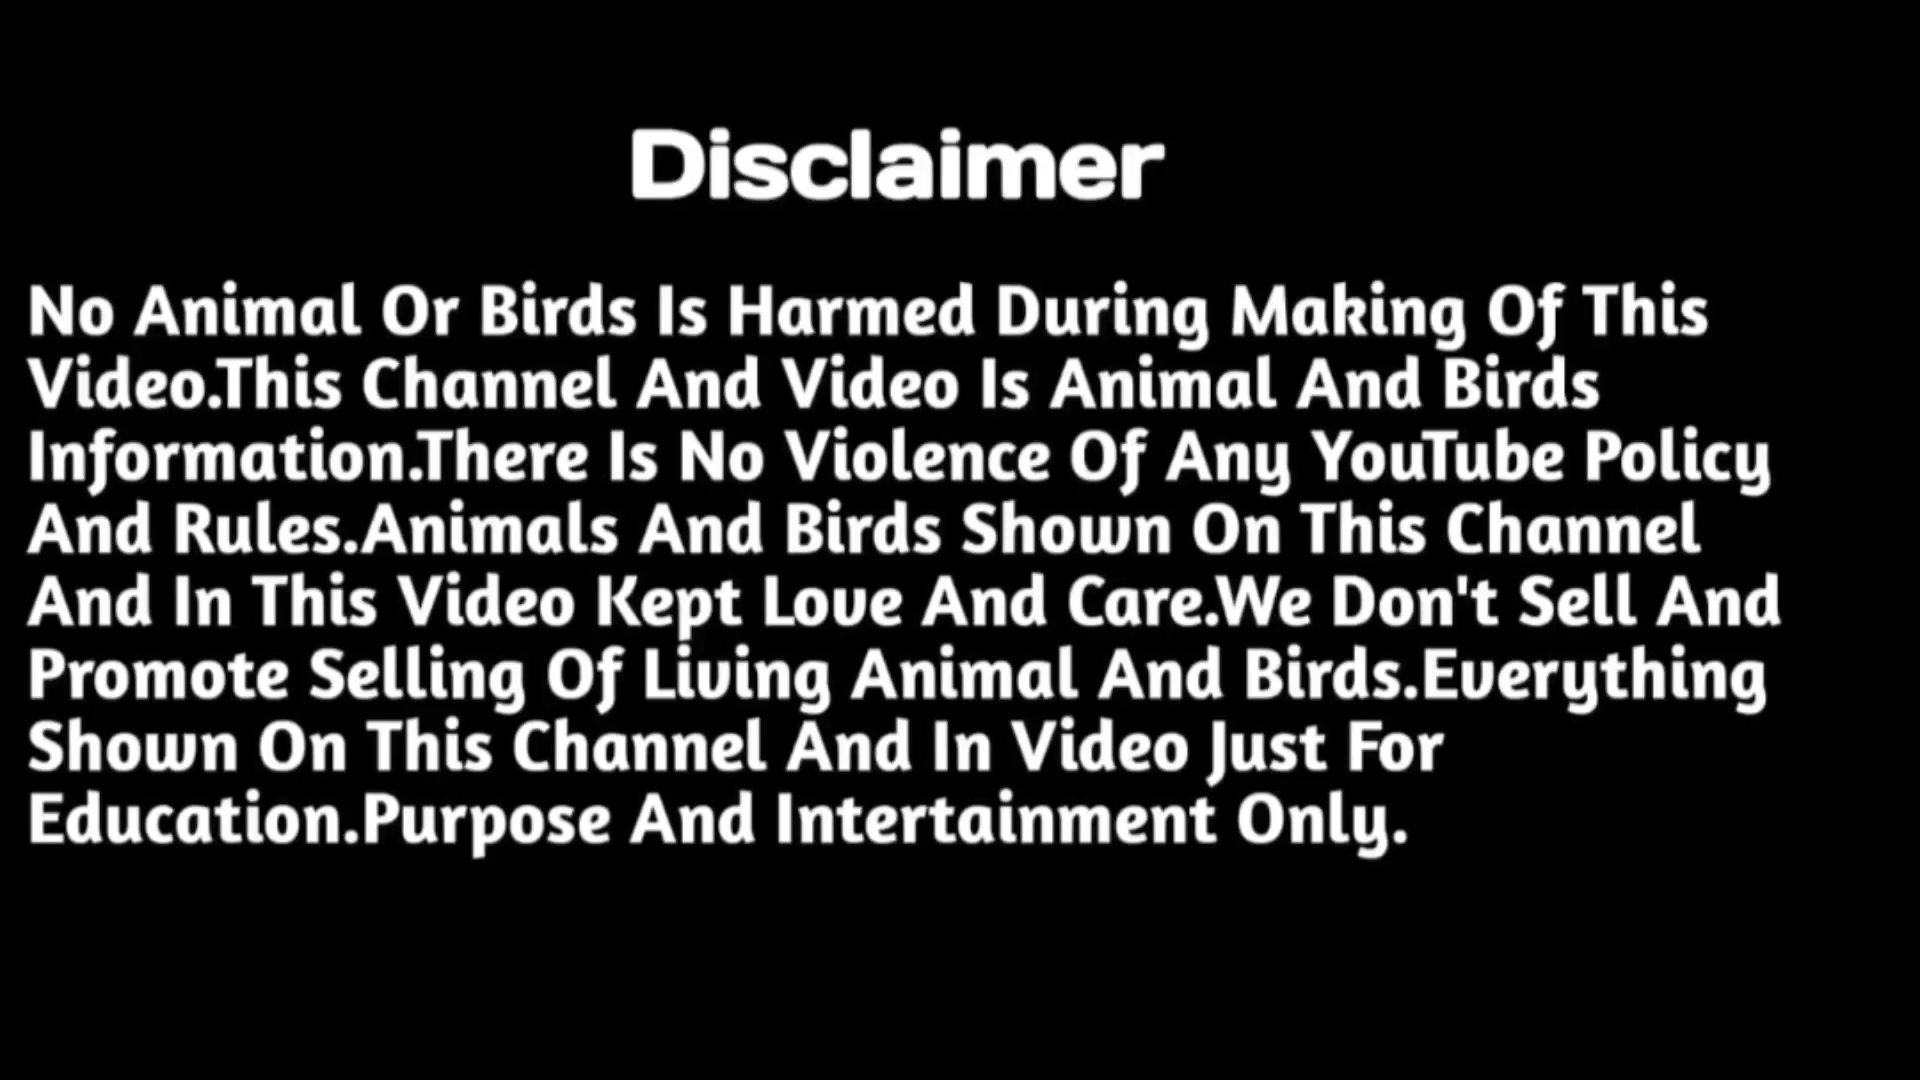 Disclaimer
No Animal Or Birds Is Harmed During Making Of This
Video.This Channel And Video Is Animal And Birds
Information.There Is No Violence Of Any YouTube Policy
And Rules.Animals And Birds Shown On This Channel
And In This Video Kept Love And Care.We Don't Sell And
Promote Selling Of Living Animal And Birds.Everything
Shown On This Channel And In Video Just For
Education.Purpose And Intertainment Only.